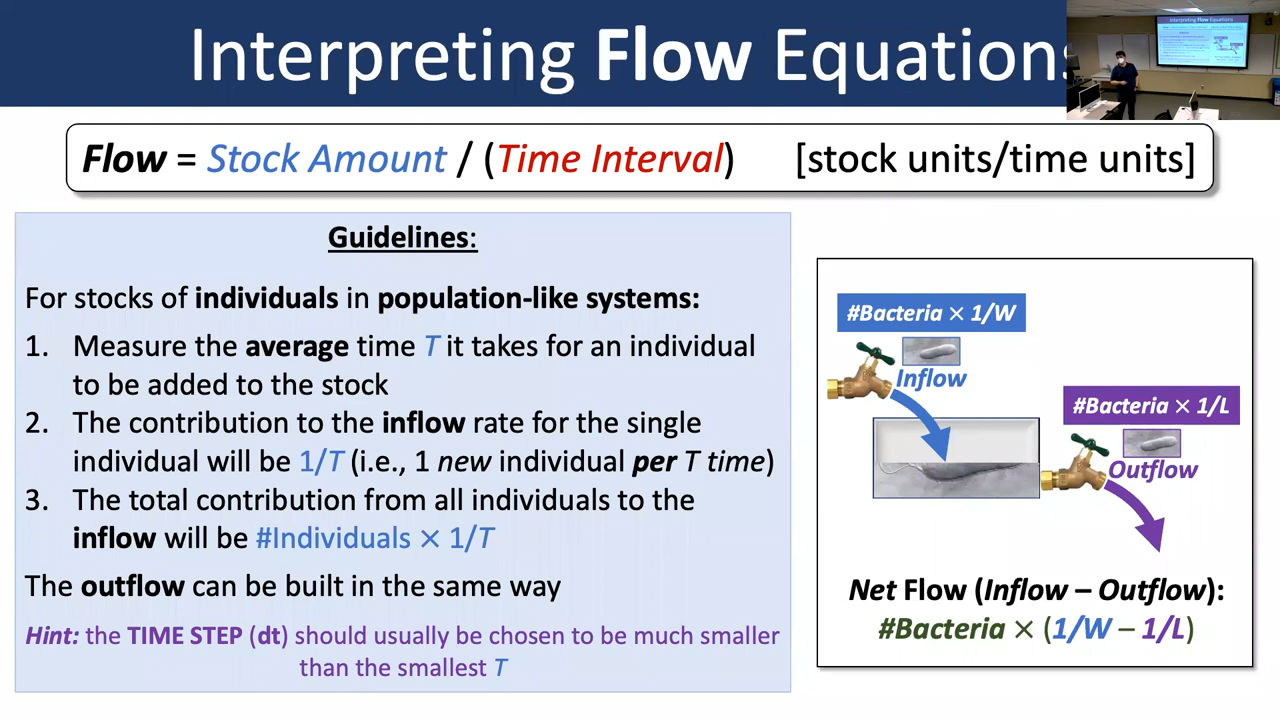 Interpreting Flow Equations
Flow = Stock Amount / (Time Interval) [stock units/time units]
Guidelines:
For stocks of individuals in population-like systems:
1. Measure the average time T it takes for an individual
to be added to the stock
2. The contribution to the inflow rate for the single
individual will be 1/T (i.e., 1 new individual per T time)
3. The total contribution from all individuals to the
inflow will be #Individuals × 1/T
The outflow can be built in the same way
Hint: the TIME STEP (dt) should usually be chosen to be much smaller
than the smallest T
#Bacteria × 1/W
Inflow
#Bacteria × 1/L
Outflow
Net Flow (Inflow – Outflow):
#Bacteria × (1/W – 1/L)
Interpreting Flow Equations